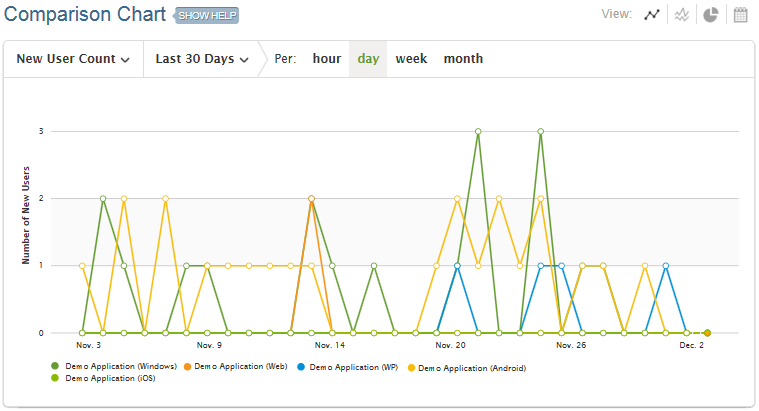 Comparison Chart SHOW HELP View:
New User Count Last 30 Days Per: hour day week month
Number of New Users
3
2
1
0
Nov. 3 Nov. 9 Nov. 14 Nov. 20 Nov. 26 Dec. 2
Demo Application (Windows) Demo Application (Web) Demo Application (WP) Demo Application (Android)
Demo Application (iOS)